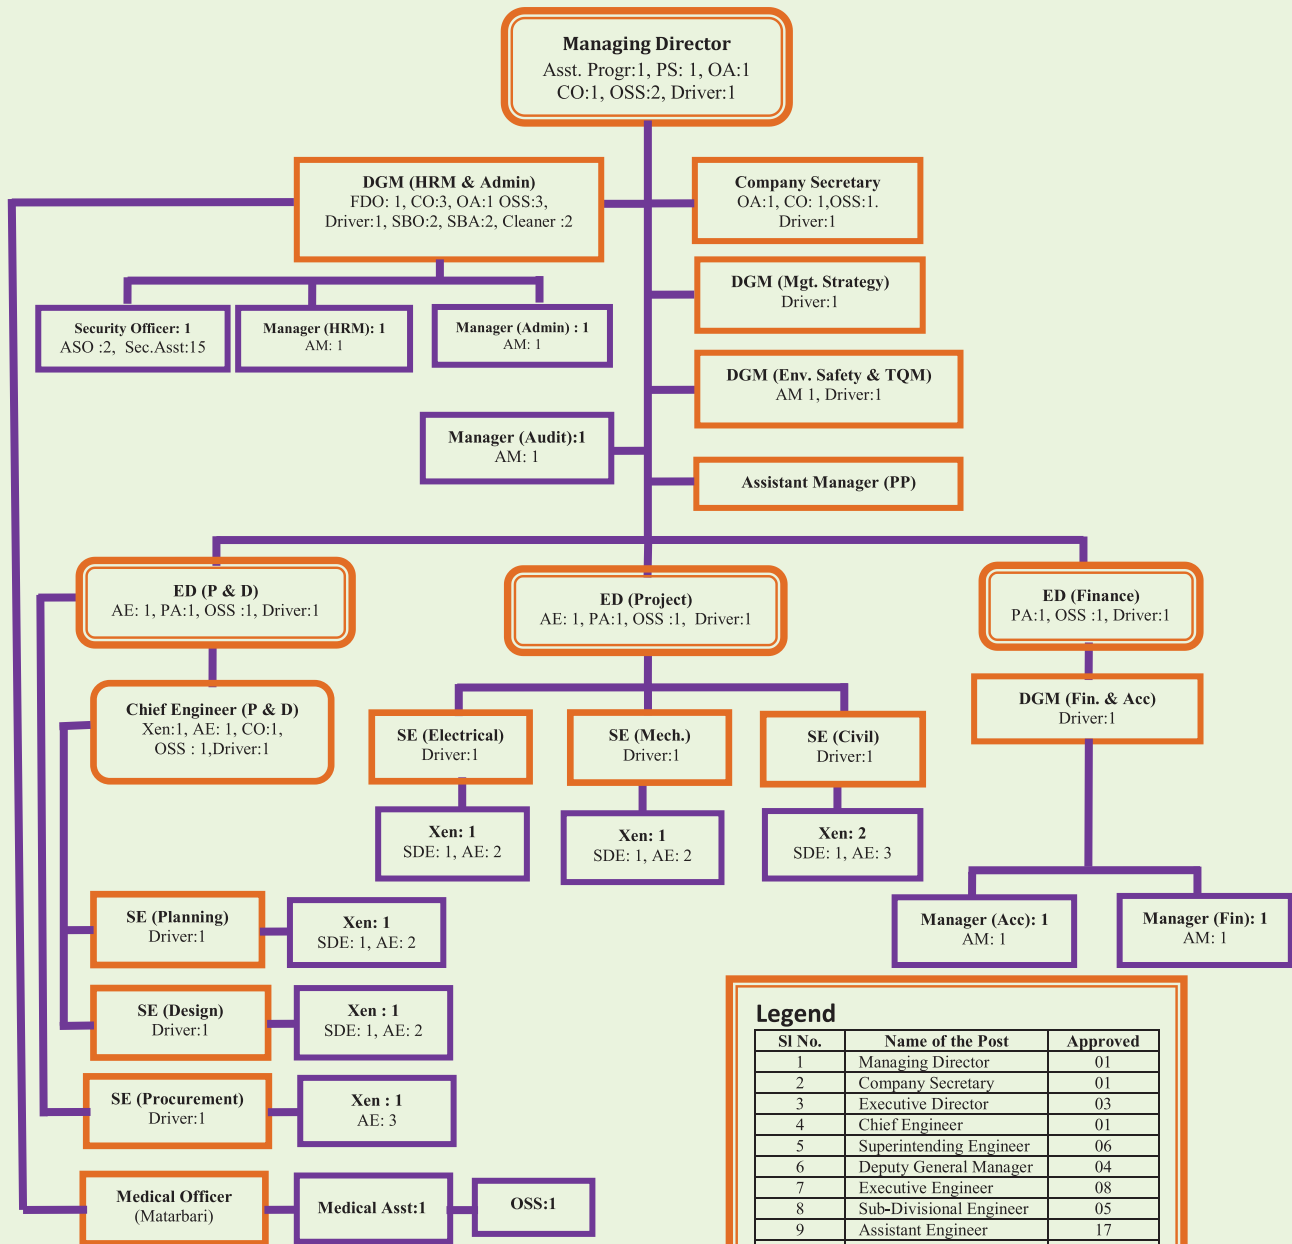 Managing Director
Asst. Progr:1, PS: 1, OA:1
CO:1, OSS:2, Driver:1
DGM (HRM & Admin)
FDO: 1, CO:3, OA:1 OSS:3,
Driver:1, SBO:2, SBA:2, Cleaner :2
Company Secretary
OA:1, CO: 1,OSS:1.
Driver:1
DGM (Mgt. Strategy)
Driver:1
Security Officer: 1
ASO :2, Sec.Asst:15
Manager (HRM): 1
AM: 1
Manager (Admin) : 1
AM: 1
DGM (Env. Safety & TQM)
AM 1, Driver:1
Manager (Audit):1
AM: 1
Assistant Manager (PP)
ED (P & D)
AE: 1, PA:1, OSS :1, Driver:1
ED (Project)
AE: 1, PA:1, OSS :1, Driver:1
ED (Finance)
PA:1, OSS :1, Driver:1
Chief Engineer (P & D)
Xen:1, AE: 1, CO:1,
OSS : 1,Driver:1
SE (Electrical)
Driver:1
SE (Mech.)
Driver:1
SE (Civil)
Driver:1
DGM (Fin. & Acc)
Driver:1
Xen: 1
SDE: 1, AE: 2
Xen: 1
SDE: 1, AE: 2
Xen: 2
SDE: 1, AE: 3
Manager (Acc): 1
AM: 1
Manager (Fin): 1
AM: 1
SE (Planning)
Driver:1
Xen: 1
SDE: 1, AE: 2
SE (Design)
Driver:1
Xen : 1
SDE: 1, AE: 2
SE (Procurement)
Driver:1
Xen : 1
AE: 3
Medical Officer
(Matarbari)
Medical Asst:1
OSS:1
Legend
Sl No. Name of the Post Approved
1 Managing Director 01
2 Company Secretary 01
3 Executive Director 03
4 Chief Engineer 01
5 Superintending Engineer 06
6 Deputy General Manager 04
7 Executive Engineer 08
8 Sub-Divisional Engineer 05
9 Assistant Engineer 17